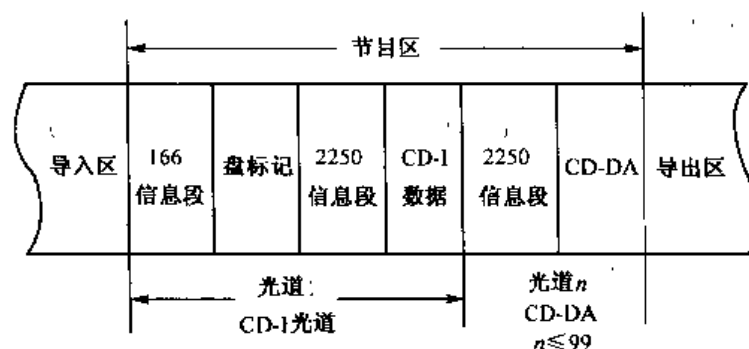 节目区
导入区
166
信息段
盘标记
2250
信息段
CD-1
数据
2250
信息段
CD-DA
导出区
光道
CD-1光道
光道n
CD-DA
n≤99